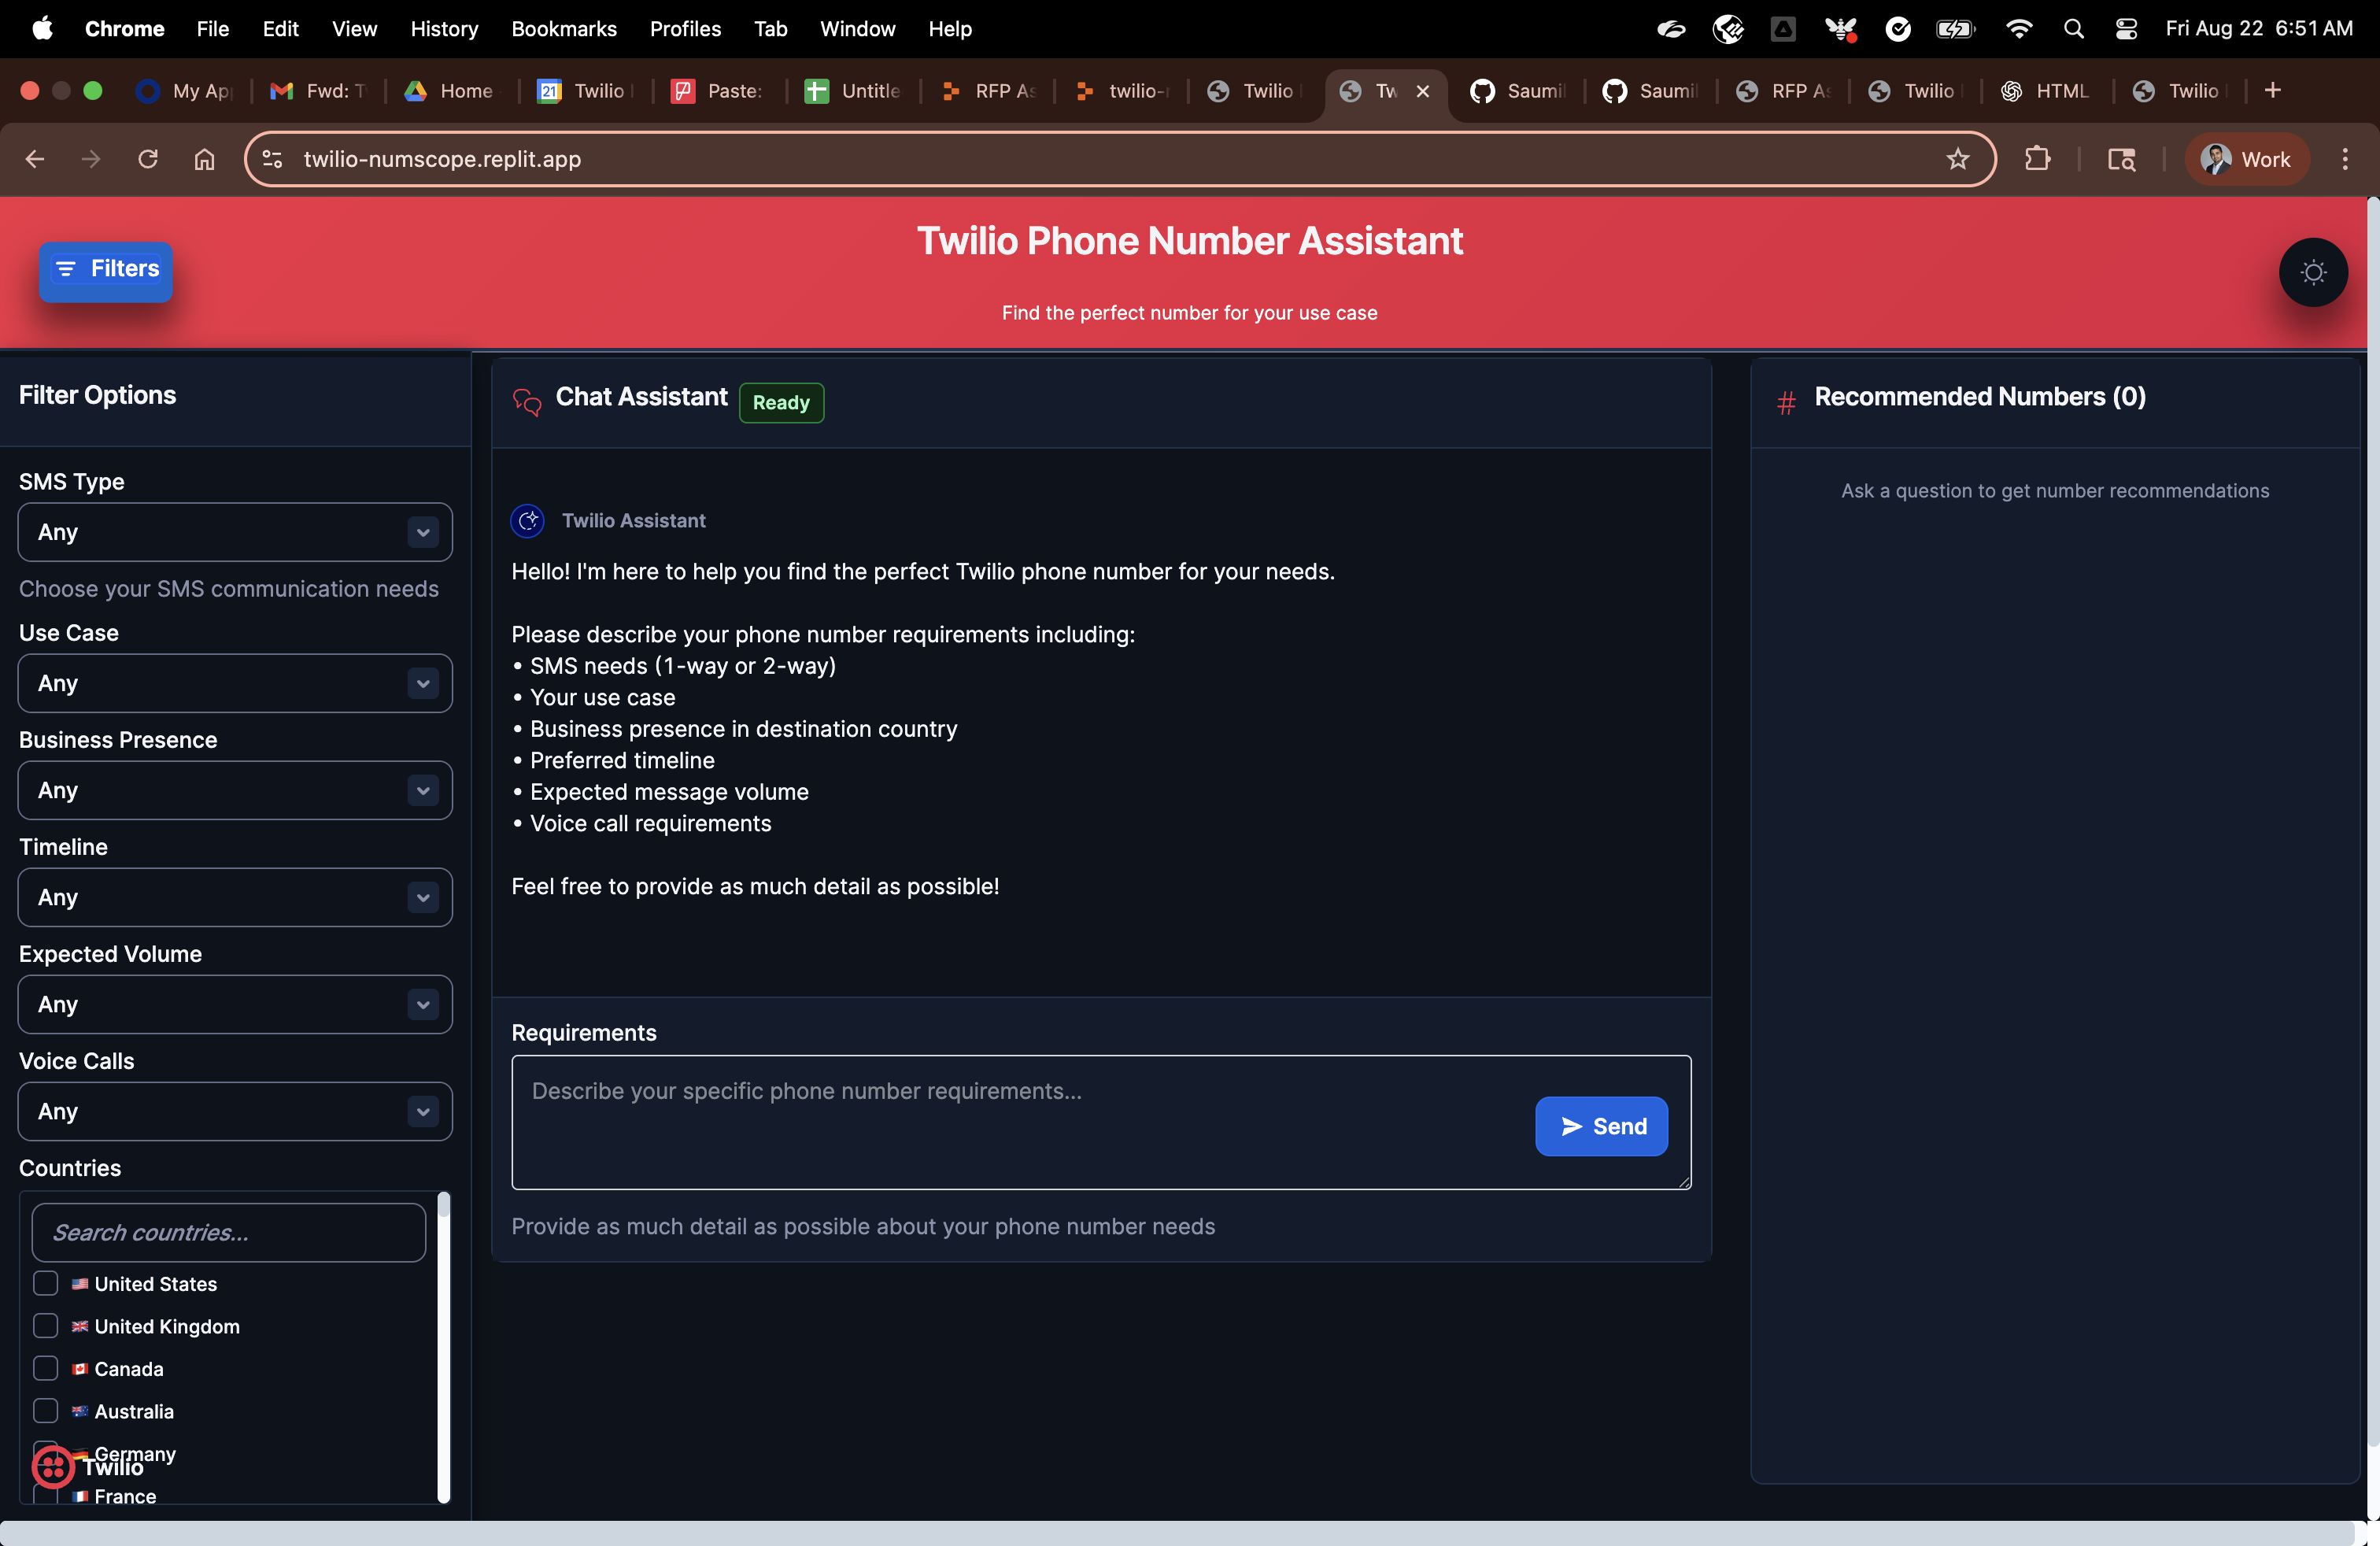 Chrome File Edit View History Bookmarks Profiles Tab Window Help Fri Aug 22 6:51 AM
My Ap Fwd: T Home 21 Twilio Paste: Untitle RFP As twilio- Twilio Tw Saumil Saumil RFP As Twilio HTML Twilio
twilio-numscope.replit.app Work
Filters
Twilio Phone Number Assistant
Find the perfect number for your use case
Filter Options
SMS Type
Any
Choose your SMS communication needs
Use Case
Any
Business Presence
Any
Timeline
Any
Expected Volume
Any
Voice Calls
Any
Countries
Search countries...
United States
United Kingdom
Canada
Australia
Germany
Twilio
France
Chat Assistant Ready
Twilio Assistant
Hello! I'm here to help you find the perfect Twilio phone number for your needs.
Please describe your phone number requirements including:
• SMS needs (1-way or 2-way)
• Your use case
• Business presence in destination country
• Preferred timeline
• Expected message volume
• Voice call requirements
Feel free to provide as much detail as possible!
Requirements
Describe your specific phone number requirements...
Send
Provide as much detail as possible about your phone number needs
# Recommended Numbers (0)
Ask a question to get number recommendations